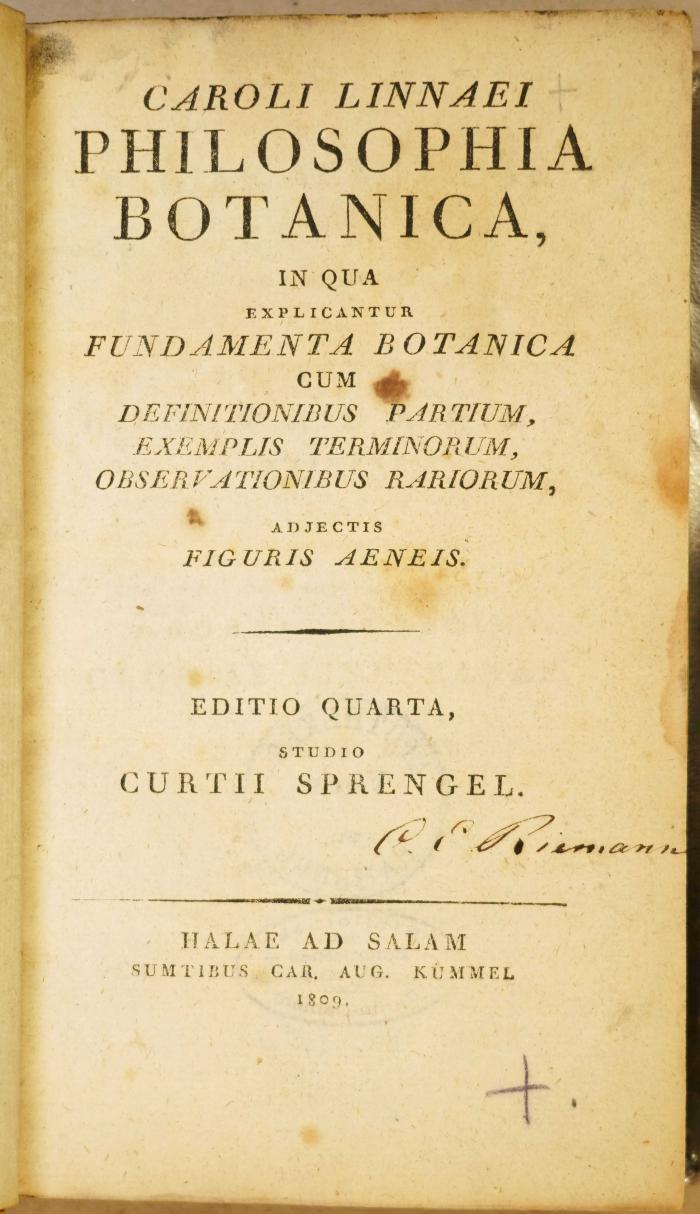 CAROLI LINNAEI
PHILOSOPHIA
BOTANICA,
IN QUA
EXPLICANTUR
FUNDAMENTA BOTANICA
CUM
DEFINITIONIBUS PARTIUM,
EXEMPLIS TERMINORUM,
OBSERVATIONIBUS RARIORUM,
ADJECTIS
FIGURIS AENEIS.
EDITIO QUARTA,
STUDIO
CURTII SPRENGEL.
C. E Riemann
HALAE AD SALAM
SUMTIBUS CAR. AUG. KÜMMEL
1809.